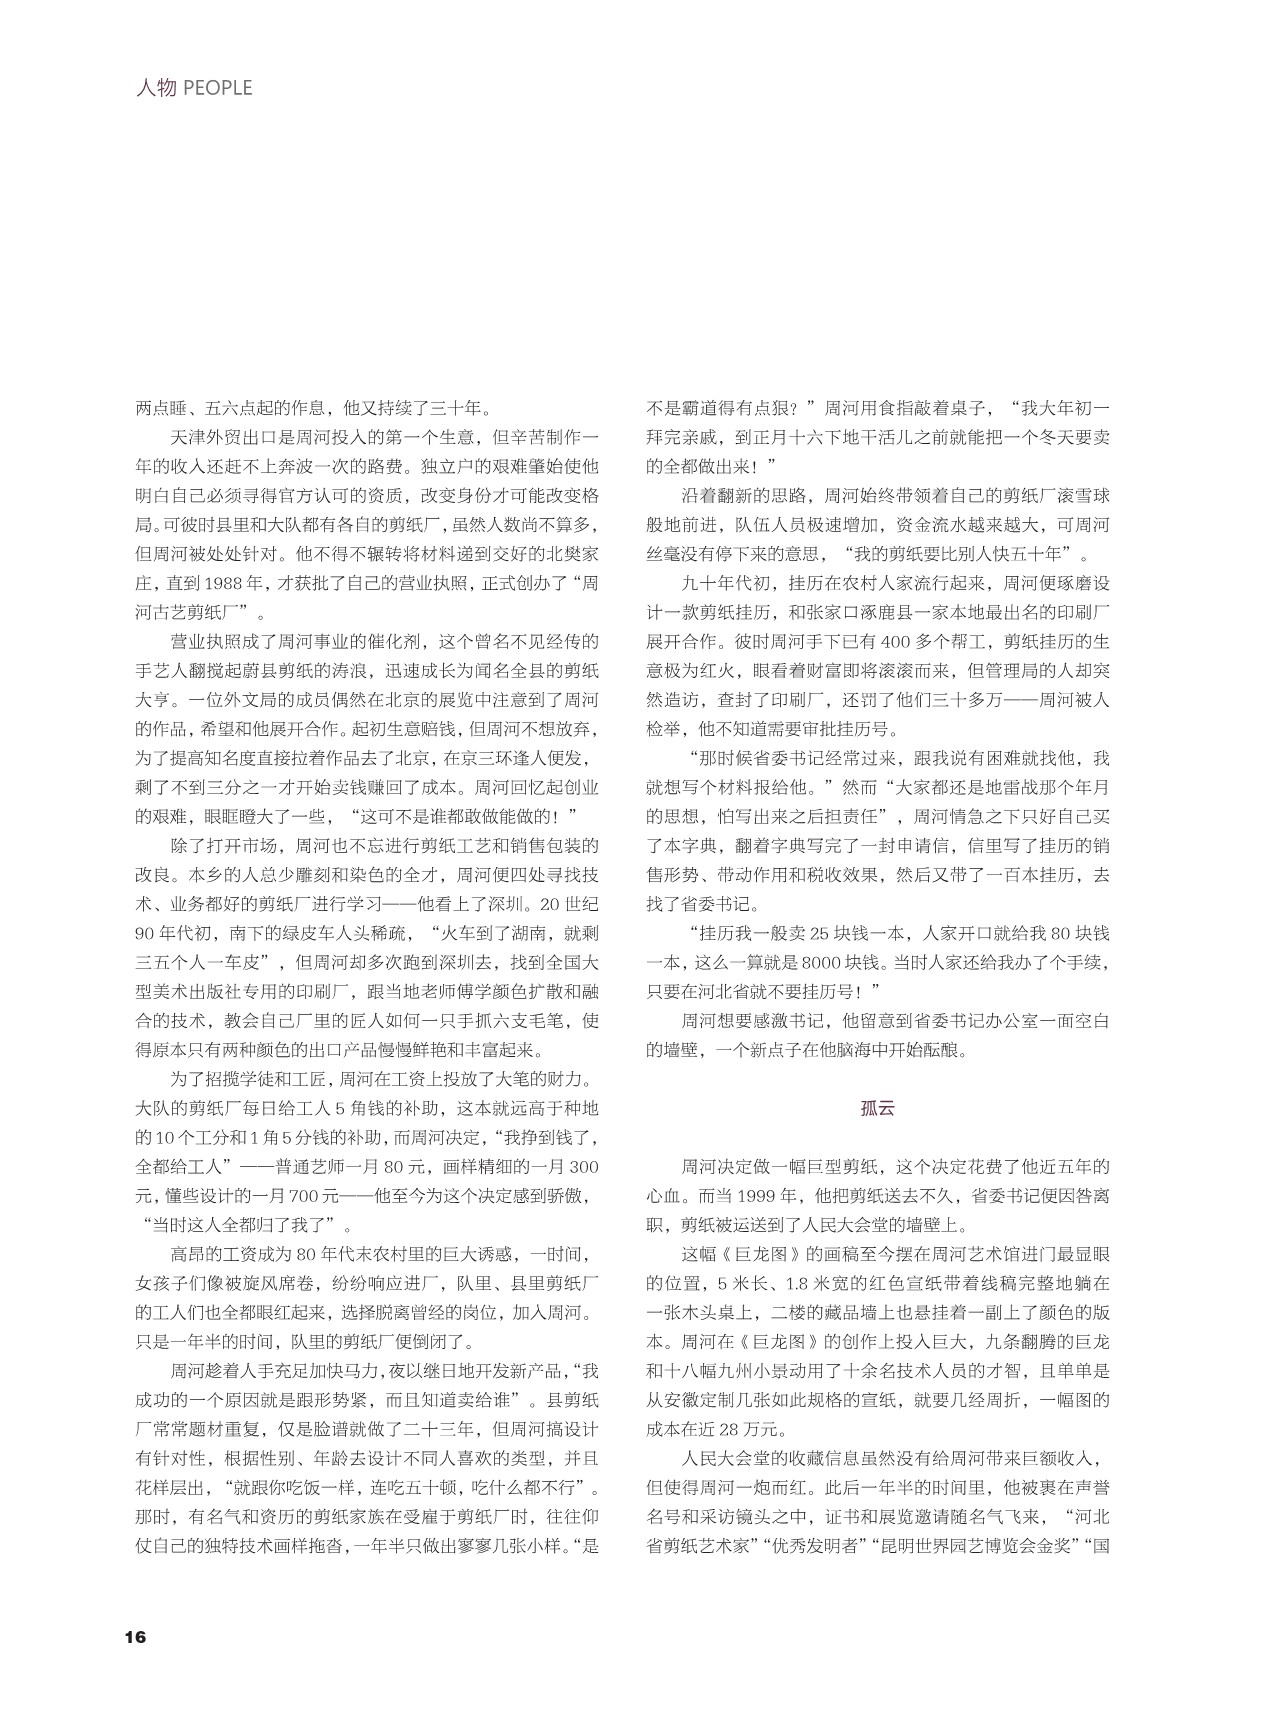 人物 PEOPLE
两点睡、五六点起的作息，他又持续了三十年。
天津外贸出口是周河投入的第一个生意，但辛苦制作一
年的收入还赶不上奔波一次的路费。独立户的艰难肇始使他
明白自己必须寻得官方认可的资质，改变身份才可能改变格
局。可彼时县里和大队都有各自的剪纸厂，虽然人数尚不算多，
但周河被处处针对。他不得不辗转将材料递到交好的北樊家
庄，直到 1988 年，才获批了自己的营业执照，正式创办了“周
河古艺剪纸厂”。
营业执照成了周河事业的催化剂，这个曾名不见经传的
手艺人翻搅起蔚县剪纸的涛浪，迅速成长为闻名全县的剪纸
大亨。一位外文局的成员偶然在北京的展览中注意到了周河
的作品，希望和他展开合作。起初生意赔钱，但周河不想放弃，
为了提高知名度直接拉着作品去了北京，在京三环逢人便发，
剩了不到三分之一才开始卖钱赚回了成本。周河回忆起创业
的艰难，眼眶瞪大了一些，“这可不是谁都敢做能做的！”
除了打开市场，周河也不忘进行剪纸工艺和销售包装的
改良。本乡的人总少雕刻和染色的全才，周河便四处寻找技
术、业务都好的剪纸厂进行学习——他看上了深圳。20 世纪
90 年代初，南下的绿皮车人头稀疏，“火车到了湖南，就剩
三五个人一车皮”，但周河却多次跑到深圳去，找到全国大
型美术出版社专用的印刷厂，跟当地老师傅学颜色扩散和融
合的技术，教会自己厂里的匠人如何一只手抓六支毛笔，使
得原本只有两种颜色的出口产品慢慢鲜艳和丰富起来。
为了招揽学徒和工匠，周河在工资上投放了大笔的财力。
大队的剪纸厂每日给工人 5 角钱的补助，这本就远高于种地
的 10 个工分和 1 角 5 分钱的补助，而周河决定，“我挣到钱了，
全都给工人”——普通艺师一月 80 元，画样精细的一月 300
元，懂些设计的一月 700 元——他至今为这个决定感到骄傲，
“当时这人全都归了我了”。
高昂的工资成为 80 年代末农村里的巨大诱惑，一时间，
女孩子们像被旋风席卷，纷纷响应进厂，队里、县里剪纸厂
的工人们也全都眼红起来，选择脱离曾经的岗位，加入周河。
只是一年半的时间，队里的剪纸厂便倒闭了。
周河趁着人手充足加快马力，夜以继日地开发新产品，“我
成功的一个原因就是跟形势紧，而且知道卖给谁”。县剪纸
厂常常题材重复，仅是脸谱就做了二十三年，但周河搞设计
有针对性，根据性别、年龄去设计不同人喜欢的类型，并且
花样层出，“就跟你吃饭一样，连吃五十顿，吃什么都不行”。
那时，有名气和资历的剪纸家族在受雇于剪纸厂时，往往仰
仗自己的独特技术画样拖沓，一年半只做出寥寥几张小样。“是
不是霸道得有点狠？”周河用食指敲着桌子，“我大年初一
拜完亲戚，到正月十六下地干活儿之前就能把一个冬天要卖
的全都做出来！”
沿着翻新的思路，周河始终带领着自己的剪纸厂滚雪球
般地前进，队伍人员极速增加，资金流水越来越大，可周河
丝毫没有停下来的意思，“我的剪纸要比别人快五十年”。
九十年代初，挂历在农村人家流行起来，周河便琢磨设
计一款剪纸挂历，和张家口涿鹿县一家本地最出名的印刷厂
展开合作。彼时周河手下已有 400 多个帮工，剪纸挂历的生
意极为红火，眼看着财富即将滚滚而来，但管理局的人却突
然造访，查封了印刷厂，还罚了他们三十多万——周河被人
检举，他不知道需要审批挂历号。
“那时候省委书记经常过来，跟我说有困难就找他，我
就想写个材料报给他。”然而“大家都还是地雷战那个年月
的思想，怕写出来之后担责任”，周河情急之下只好自己买
了本字典，翻着字典写完了一封申请信，信里写了挂历的销
售形势、带动作用和税收效果，然后又带了一百本挂历，去
找了省委书记。
“挂历我一般卖 25 块钱一本，人家开口就给我 80 块钱
一本，这么一算就是 8000 块钱。当时人家还给我办了个手续，
只要在河北省就不要挂历号！”
周河想要感激书记，他留意到省委书记办公室一面空白
的墙壁，一个新点子在他脑海中开始酝酿。
孤云
周河决定做一幅巨型剪纸，这个决定花费了他近五年的
心血。而当 1999 年，他把剪纸送去不久，省委书记便因咎离
职，剪纸被运送到了人民大会堂的墙壁上。
这幅《巨龙图》的画稿至今摆在周河艺术馆进门最显眼
的位置，5 米长、1.8 米宽的红色宣纸带着线稿完整地躺在
一张木头桌上，二楼的藏品墙上也悬挂着一副上了颜色的版
本。周河在《巨龙图》的创作上投入巨大，九条翻腾的巨龙
和十八幅九州小景动用了十余名技术人员的才智，且单单是
从安徽定制几张如此规格的宣纸，就要几经周折，一幅图的
成本在近 28 万元。
人民大会堂的收藏信息虽然没有给周河带来巨额收入，
但使得周河一炮而红。此后一年半的时间里，他被裹在声誉
名号和采访镜头之中，证书和展览邀请随名气飞来，“河北
省剪纸艺术家”“优秀发明者”“昆明世界园艺博览会金奖”“国
16